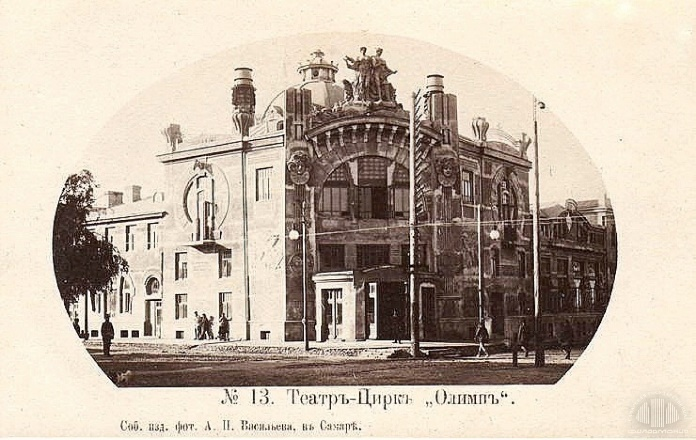 № 13. Театръ-Циркъ „Олимпъ“.
Соб. изд. фот. А. П. Васильева, въ Самарѣ.